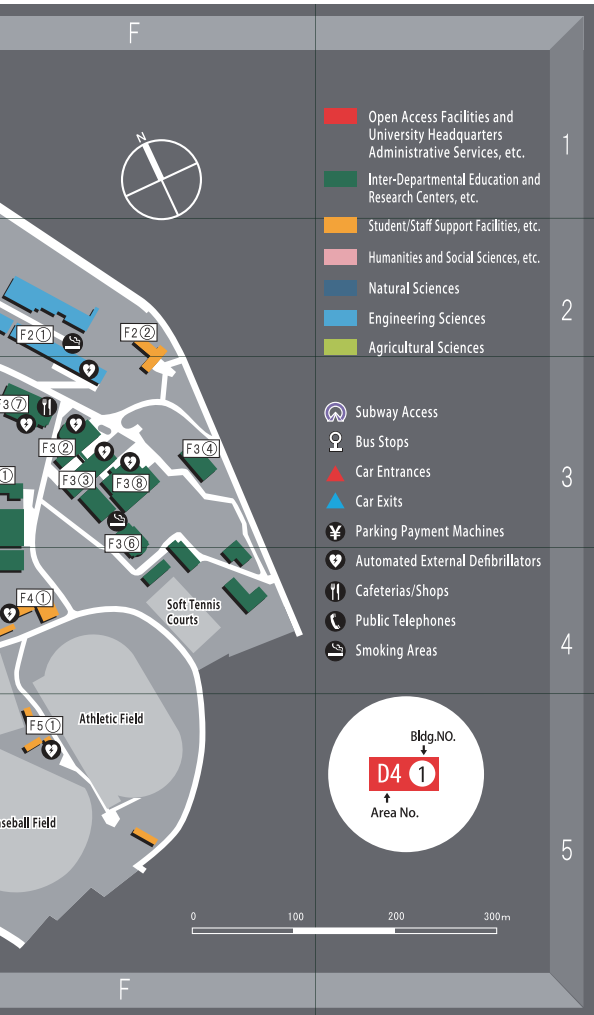 F
1
N
Open Access Facilities and
University Headquarters
Administrative Services, etc.
Inter-Departmental Education and
Research Centers, etc.
Student/Staff Support Facilities, etc.
Humanities and Social Sciences, etc.
Natural Sciences
Engineering Sciences
Agricultural Sciences
2
F2①
F2②
Subway Access
Bus Stops
Car Entrances
Car Exits
¥ Parking Payment Machines
Automated External Defibrillators
Cafeterias/Shops
Public Telephones
Smoking Areas
3
F3⑦
F3②
F3④
①
F3③
F3⑧
F3⑥
F4①
Soft Tennis
Courts
4
Athletic Field
F5①
seball Field
Bldg.NO.
D4 1
Area No.
5
0 100 200 300m
F